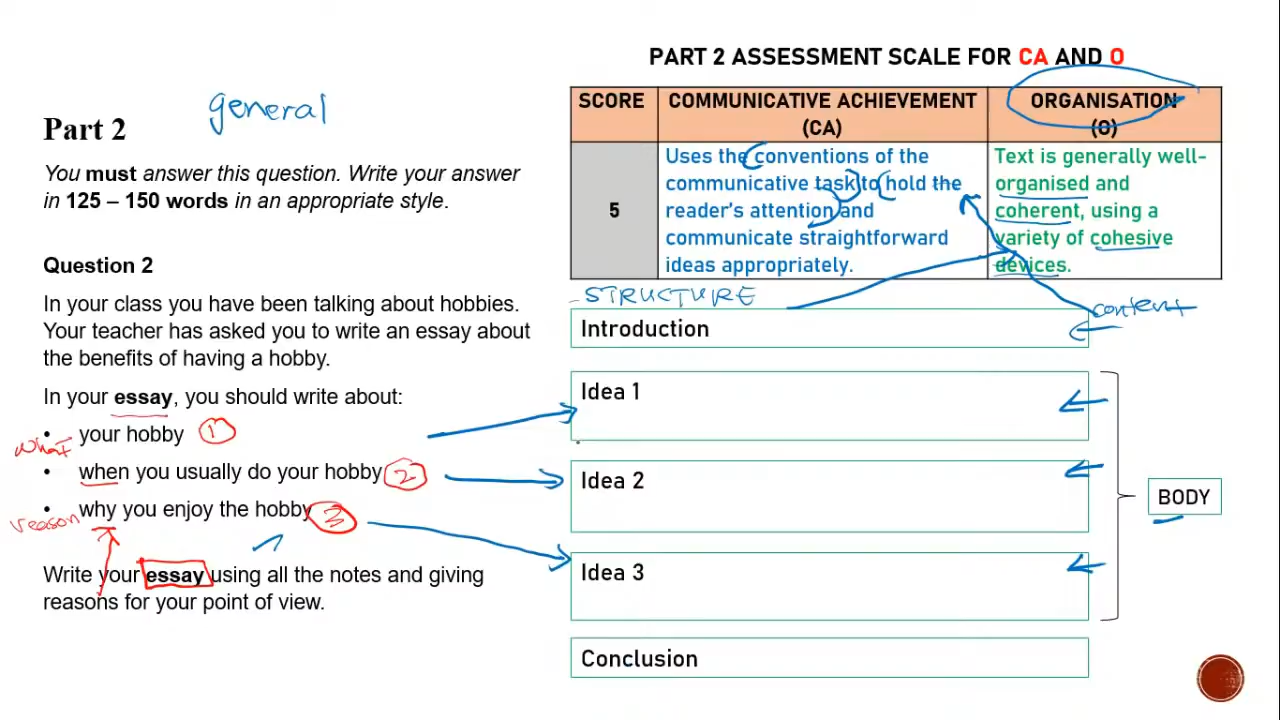 general
Part 2
You must answer this question. Write your answer
in 125 – 150 words in an appropriate style.
Question 2
In your class you have been talking about hobbies.
Your teacher has asked you to write an essay about
the benefits of having a hobby.
In your essay, you should write about:
• your hobby 1
what
• when you usually do your hobby 2
• why you enjoy the hobby 3
reason
Write your essay using all the notes and giving
reasons for your point of view.
PART 2 ASSESSMENT SCALE FOR CA AND O
SCORE
COMMUNICATIVE ACHIEVEMENT
(CA)
ORGANISATION
(O)
5
Uses the conventions of the
communicative task to hold the
reader's attention and
communicate straightforward
ideas appropriately.
Text is generally well-
organised and
coherent, using a
variety of cohesive
devices.
STRUCTURE
content
Introduction
Idea 1
Idea 2
Idea 3
BODY
Conclusion